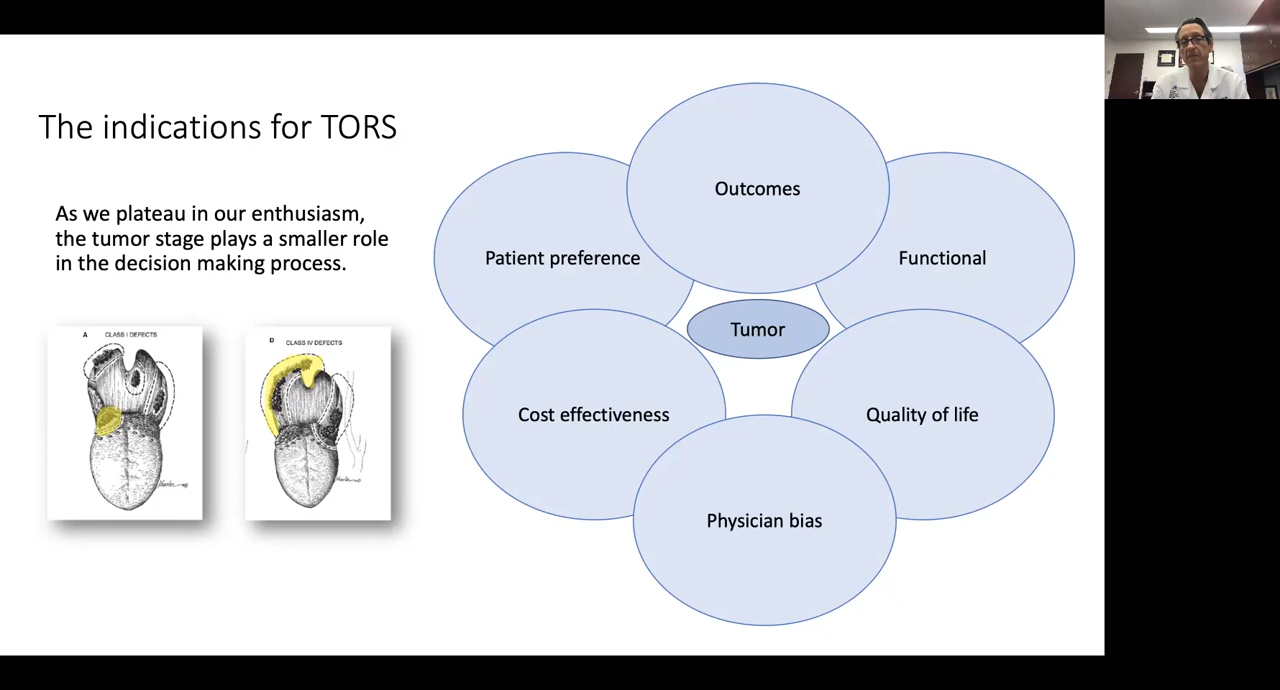 The indications for TORS
As we plateau in our enthusiasm,
the tumor stage plays a smaller role
in the decision making process.
A CLASS I DEFECTS
D CLASS IV DEFECTS
Outcomes
Patient preference
Functional
Tumor
Cost effectiveness
Quality of life
Physician bias